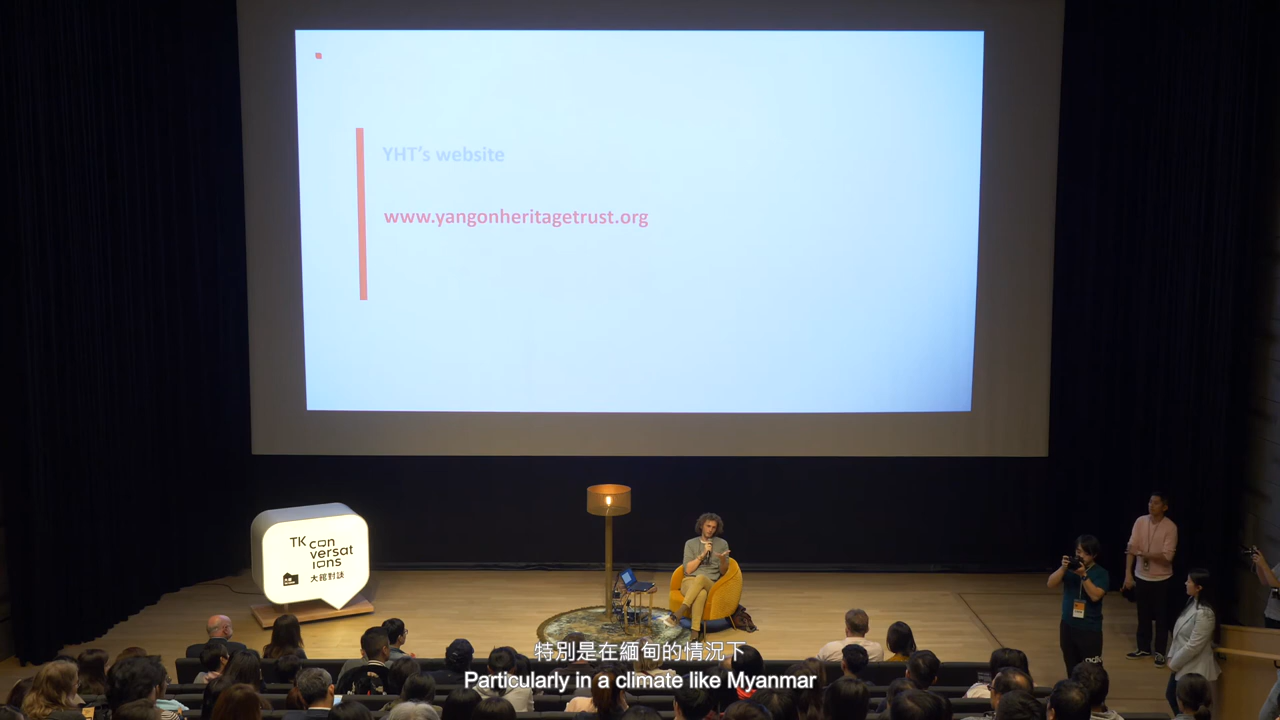 YHT's website
www.yangonheritagetrust.org
TK con
versat
ions
大館對談
特別是在緬甸的情況下
Particularly in a climate like Myanmar